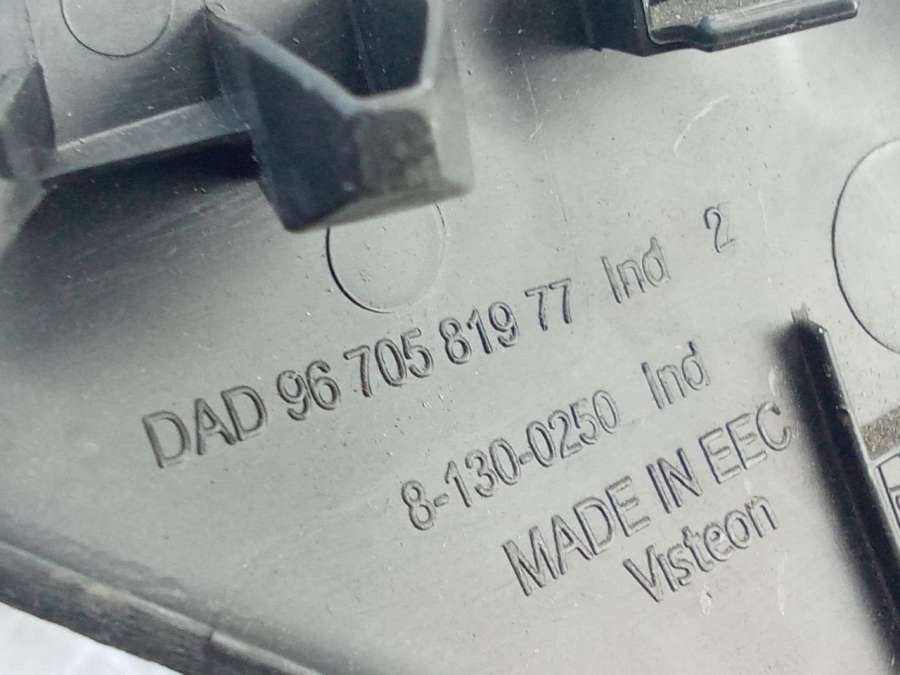 DAD 96 705 819 77 Ind 2
8-130-0250 Ind
MADE IN EEC
Visteon